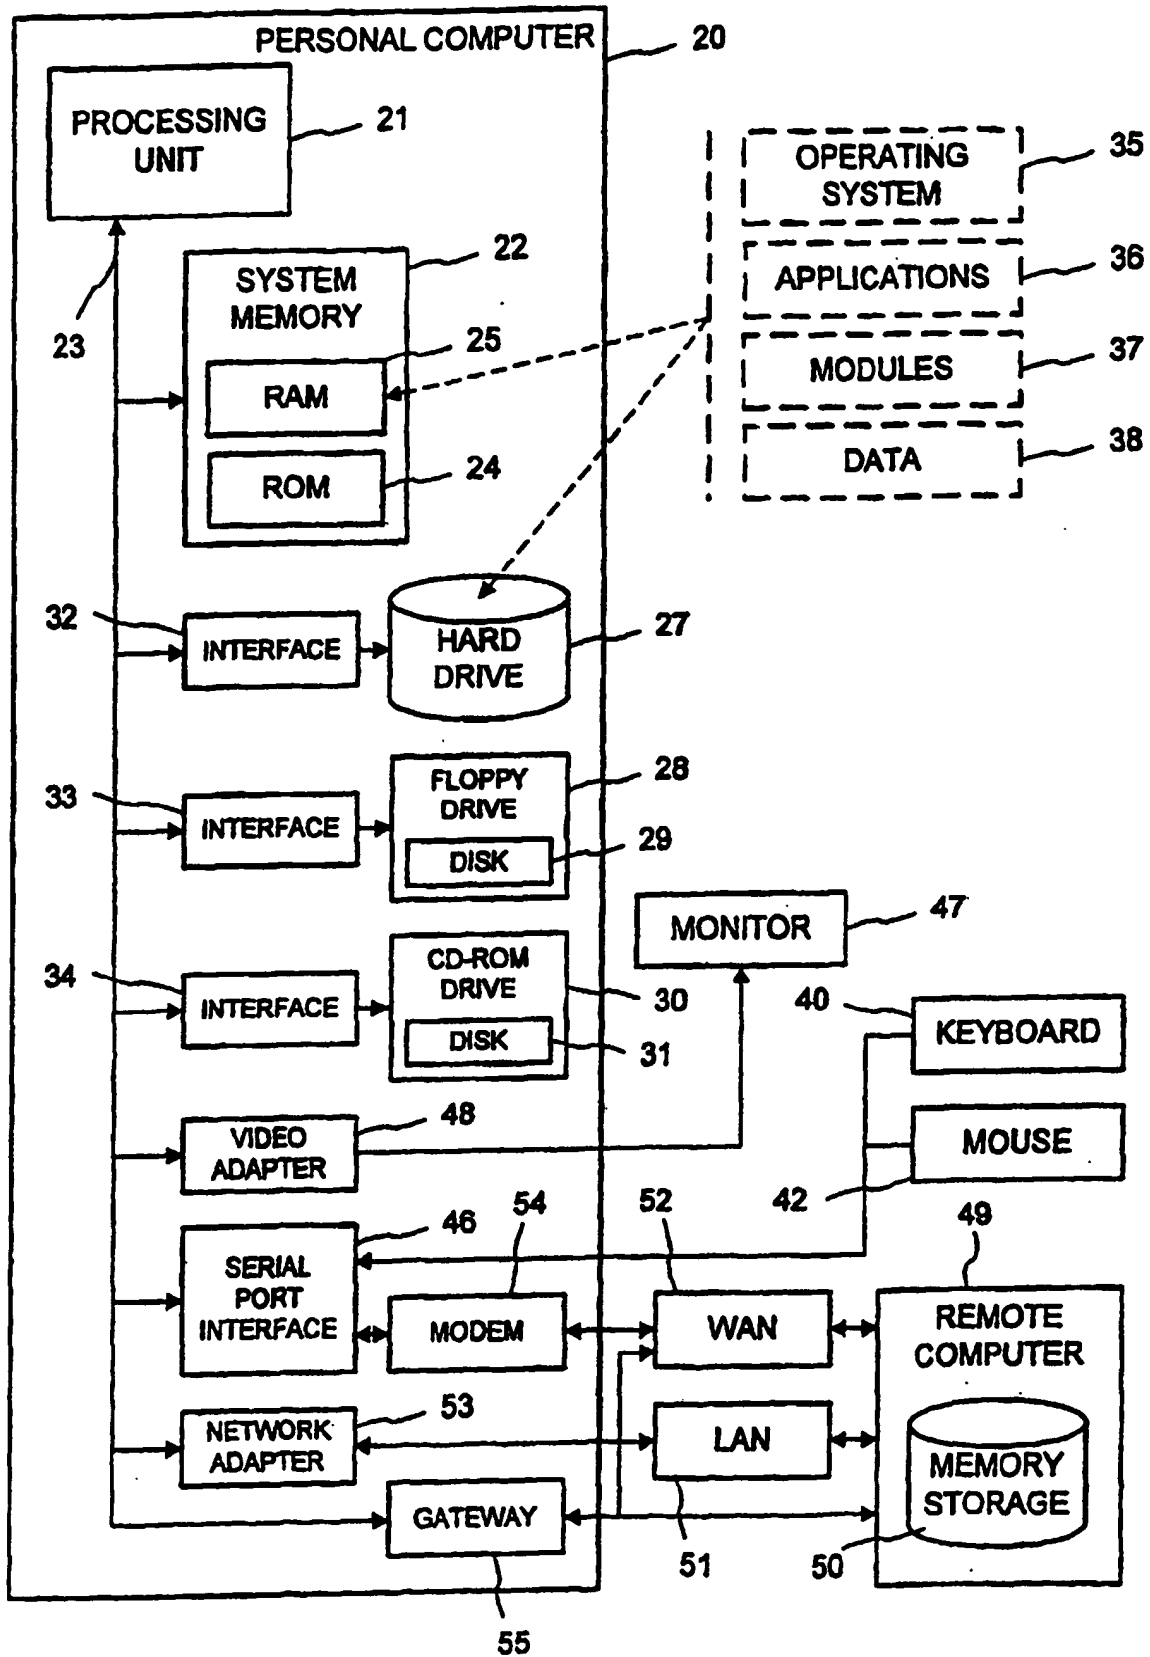 PERSONAL COMPUTER
20
PROCESSING
UNIT
21
23
SYSTEM
MEMORY
22
RAM
25
ROM
24
OPERATING
SYSTEM
35
APPLICATIONS
36
MODULES
37
DATA
38
32
INTERFACE
HARD
DRIVE
27
33
INTERFACE
FLOPPY
DRIVE
28
DISK
29
34
INTERFACE
CD-ROM
DRIVE
30
DISK
31
MONITOR
47
40
KEYBOARD
MOUSE
42
VIDEO
ADAPTER
48
SERIAL
PORT
INTERFACE
46
54
MODEM
52
WAN
49
REMOTE
COMPUTER
NETWORK
ADAPTER
53
LAN
51
MEMORY
STORAGE
50
GATEWAY
55